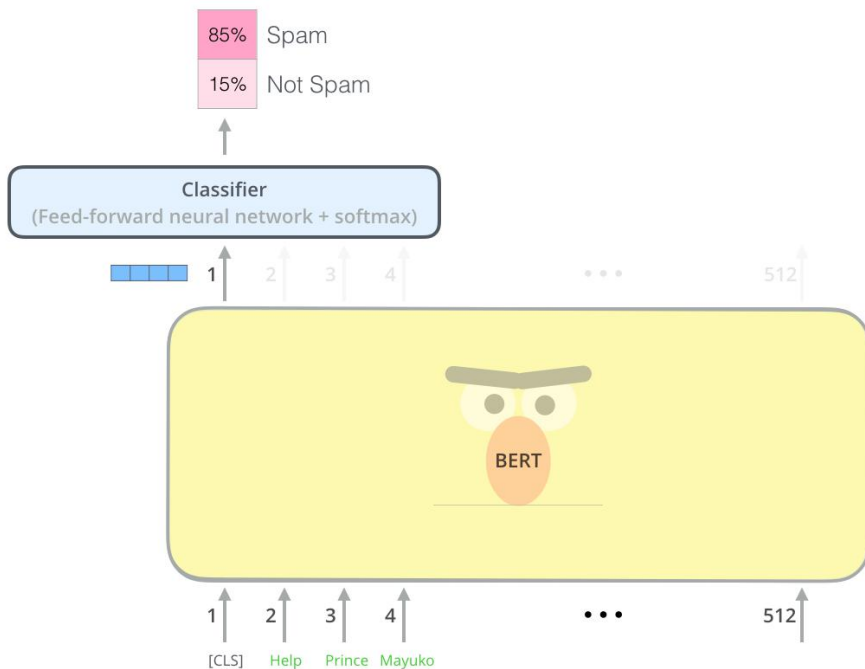 85% Spam
15% Not Spam
Classifier
(Feed-forward neural network + softmax)
1 2 3 4 ••• 512
BERT
1 2 3 4 ••• 512
[CLS] Help Prince Mayuko